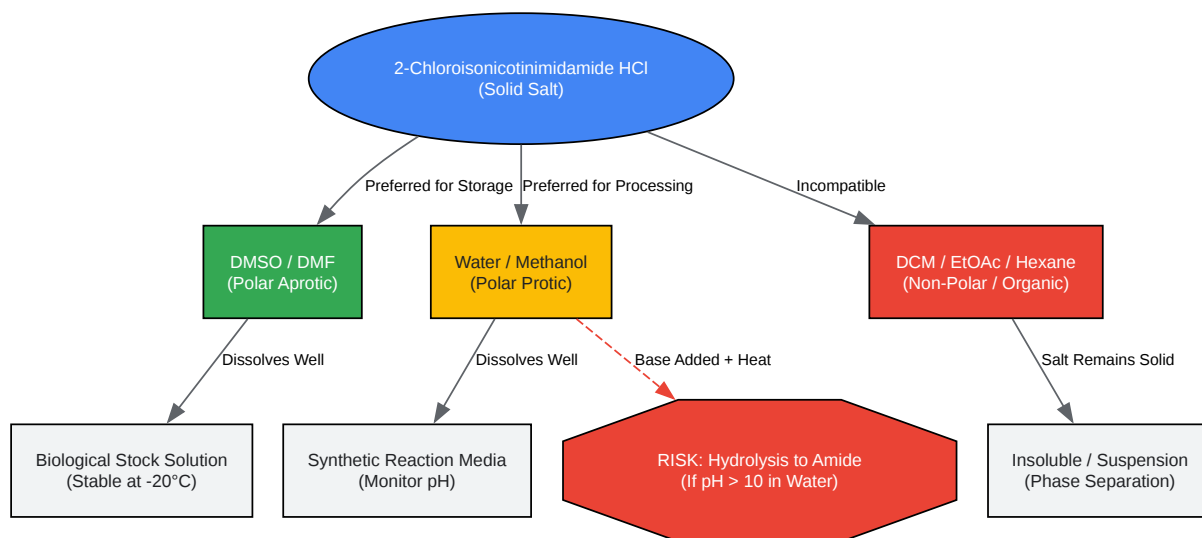 2-Chloroisonicotinimidamide HCl
(Solid Salt)
Preferred for Storage
Preferred for Processing
Incompatible
DMSO / DMF
(Polar Aprotic)
Water / Methanol
(Polar Protic)
DCM / EtOAc / Hexane
(Non-Polar / Organic)
Dissolves Well
Dissolves Well
Base Added + Heat
Salt Remains Solid
Biological Stock Solution
(Stable at -20°C)
Synthetic Reaction Media
(Monitor pH)
RISK: Hydrolysis to Amide
(If pH > 10 in Water)
Insoluble / Suspension
(Phase Separation)